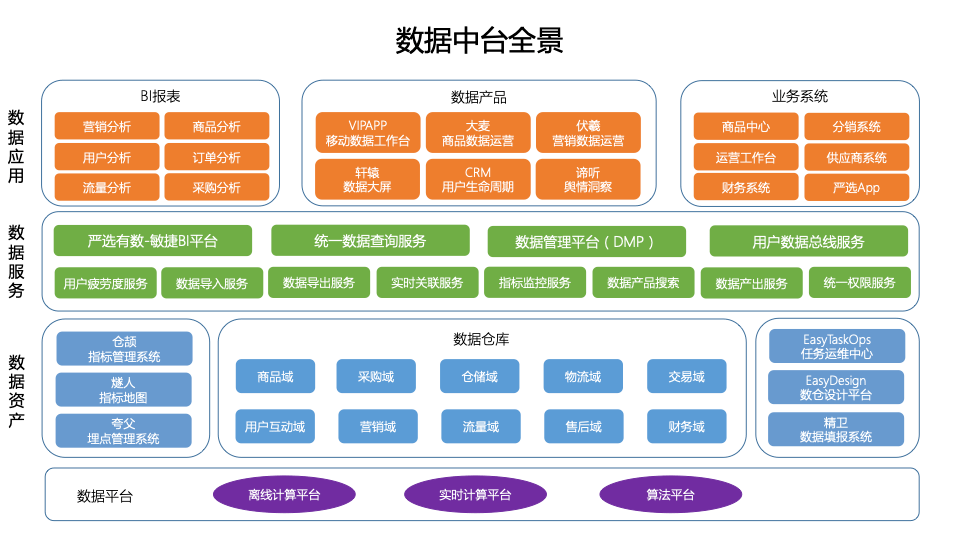 数据中台全景
数据应用
BI报表
营销分析
商品分析
用户分析
订单分析
流量分析
采购分析
数据产品
VIPAPP
移动数据工作台
大麦
商品数据运营
伏羲
营销数据运营
轩辕
数据大屏
CRM
用户生命周期
谛听
舆情洞察
业务系统
商品中心
分销系统
运营工作台
供应商系统
财务系统
严选App
数据服务
严选有数-敏捷BI平台
统一数据查询服务
数据管理平台（DMP）
用户数据总线服务
用户疲劳度服务
数据导入服务
数据导出服务
实时关联服务
指标监控服务
数据产品搜索
数据产出服务
统一权限服务
数据资产
仓颉
指标管理系统
燧人
指标地图
夸父
埋点管理系统
数据仓库
商品域
采购域
仓储域
物流域
交易域
用户互动域
营销域
流量域
售后域
财务域
EasyTaskOps
任务运维中心
EasyDesign
数仓设计平台
精卫
数据填报系统
数据平台
离线计算平台
实时计算平台
算法平台